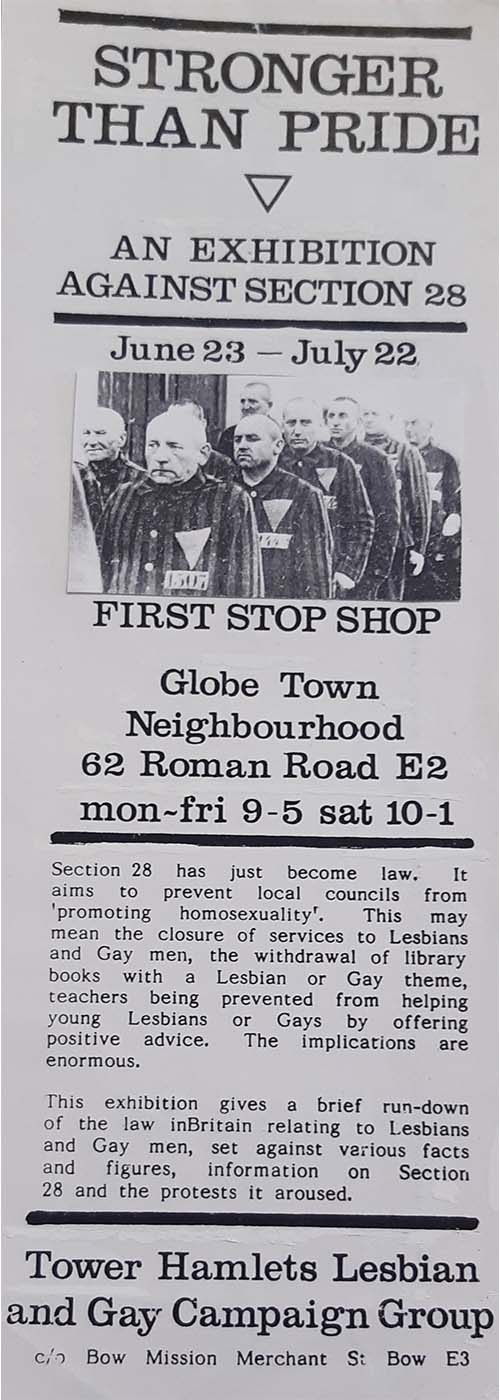 STRONGER
THAN PRIDE
AN EXHIBITION
AGAINST SECTION 28
June 23 — July 22
1307
FIRST STOP SHOP
Globe Town
Neighbourhood
62 Roman Road E2
mon~fri 9-5 sat 10-1
Section 28 has just become law. It
aims to prevent local councils from
'promoting homosexuality'. This may
mean the closure of services to Lesbians
and Gay men, the withdrawal of library
books with a Lesbian or Gay theme,
teachers being prevented from helping
young Lesbians or Gays by offering
positive advice. The implications are
enormous.
This exhibition gives a brief run-down
of the law inBritain relating to Lesbians
and Gay men, set against various facts
and figures, information on Section
28 and the protests it aroused.
Tower Hamlets Lesbian
and Gay Campaign Group
c/o Bow Mission Merchant St Bow E3